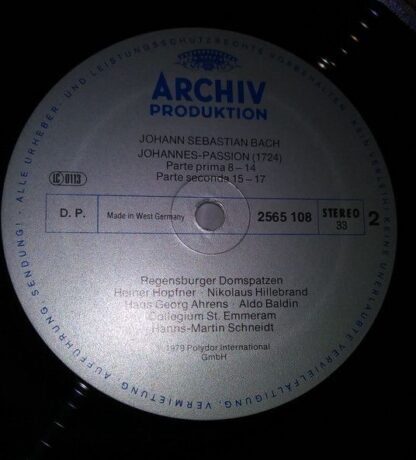 ALLE URHEBER- UND LEISTUNGSSCHUTZRECHTE VORBEHALTEN · KEIN VERLEIH! KEINE UNERLAUBTE VERVIELFÄLTIGUNG, VERMIETUNG, AUFFÜHRUNG, SENDUNG! ·
ARCHIV
PRODUKTION
JOHANN SEBASTIAN BACH
JOHANNES-PASSION (1724)
Parte prima 8–14
Parte seconda 15–17
LC 0113
D. P.
Made in West Germany
2565 108
STEREO
33
2
Regensburger Domspatzen
Heiner Hopfner · Nikolaus Hillebrand
Hans Georg Ahrens · Aldo Baldin
Collegium St. Emmeram
Hanns-Martin Schneidt
℗ 1979 Polydor International
GmbH